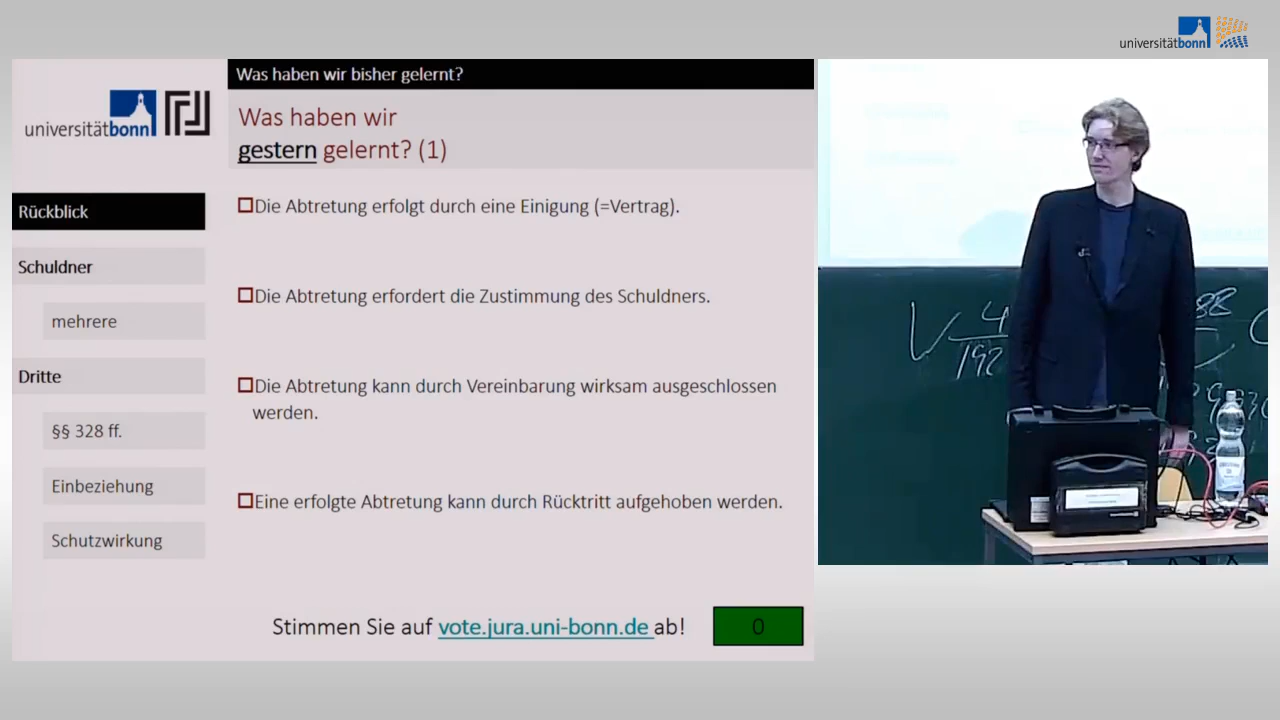 universitätbonn
Was haben wir bisher gelernt?
universitätbonn
Was haben wir
gestern gelernt? (1)
Rückblick
Schuldner
mehrere
Dritte
§§ 328 ff.
Einbeziehung
Schutzwirkung
Die Abtretung erfolgt durch eine Einigung (=Vertrag).
Die Abtretung erfordert die Zustimmung des Schuldners.
Die Abtretung kann durch Vereinbarung wirksam ausgeschlossen
werden.
Eine erfolgte Abtretung kann durch Rücktritt aufgehoben werden.
Stimmen Sie auf vote.jura.uni-bonn.de ab!
0